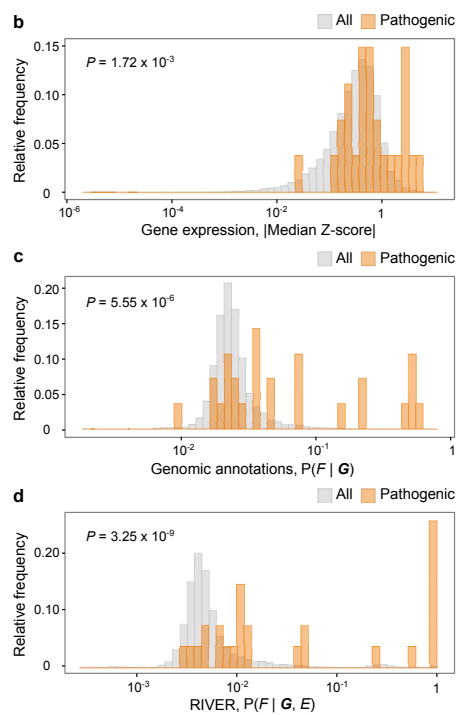 b
All Pathogenic
0.15
0.10
0.05
0
P = 1.72 x 10⁻³
Relative frequency
10⁻⁶ 10⁻⁴ 10⁻² 1
Gene expression, |Median Z-score|
c
All Pathogenic
0.20
0.15
0.10
0.05
0
P = 5.55 x 10⁻⁶
Relative frequency
10⁻² 10⁻¹ 1
Genomic annotations, P(F | G)
d
All Pathogenic
0.20
0.10
0
P = 3.25 x 10⁻⁹
Relative frequency
10⁻³ 10⁻² 10⁻¹ 1
RIVER, P(F | G, E)